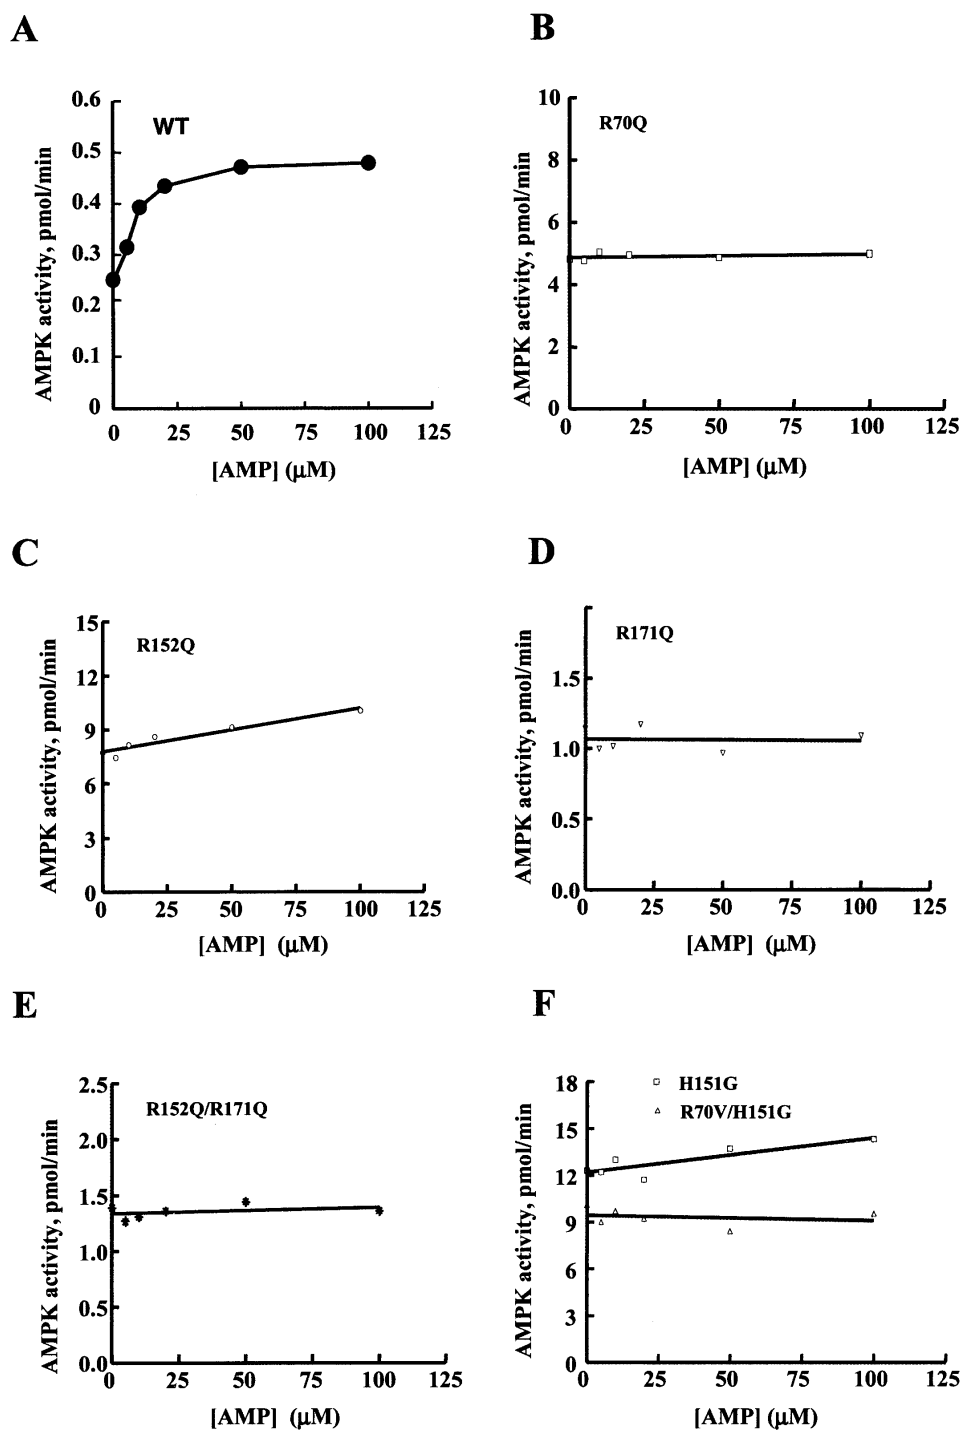 A
WT
AMPK activity, pmol/min
0.6
0.5
0.4
0.3
0.2
0.1
0
0 25 50 100 125
[AMP] (μM)
B
R70Q
AMPK activity, pmol/min
10
8
6
4
2
0
0 25 50 75 100 125
[AMP] (μM)
C
R152Q
AMPK activity, pmol/min
15
12
9
6
3
0
0 25 50 75 100 125
[AMP] (μM)
D
R171Q
AMPK activity, pmol/min
1.5
1.0
0.5
0.0
0 25 50 75 100 125
[AMP] (μM)
E
R152Q/R171Q
AMPK activity, pmol/min
2.5
2.0
1.5
1.0
0.5
0.0
0 25 50 75 100 125
[AMP] (μM)
F
H151G
R70V/H151G
AMPK activity, pmol/min
18
15
12
9
6
3
0
0 25 50 75 100 125
[AMP] (μM)